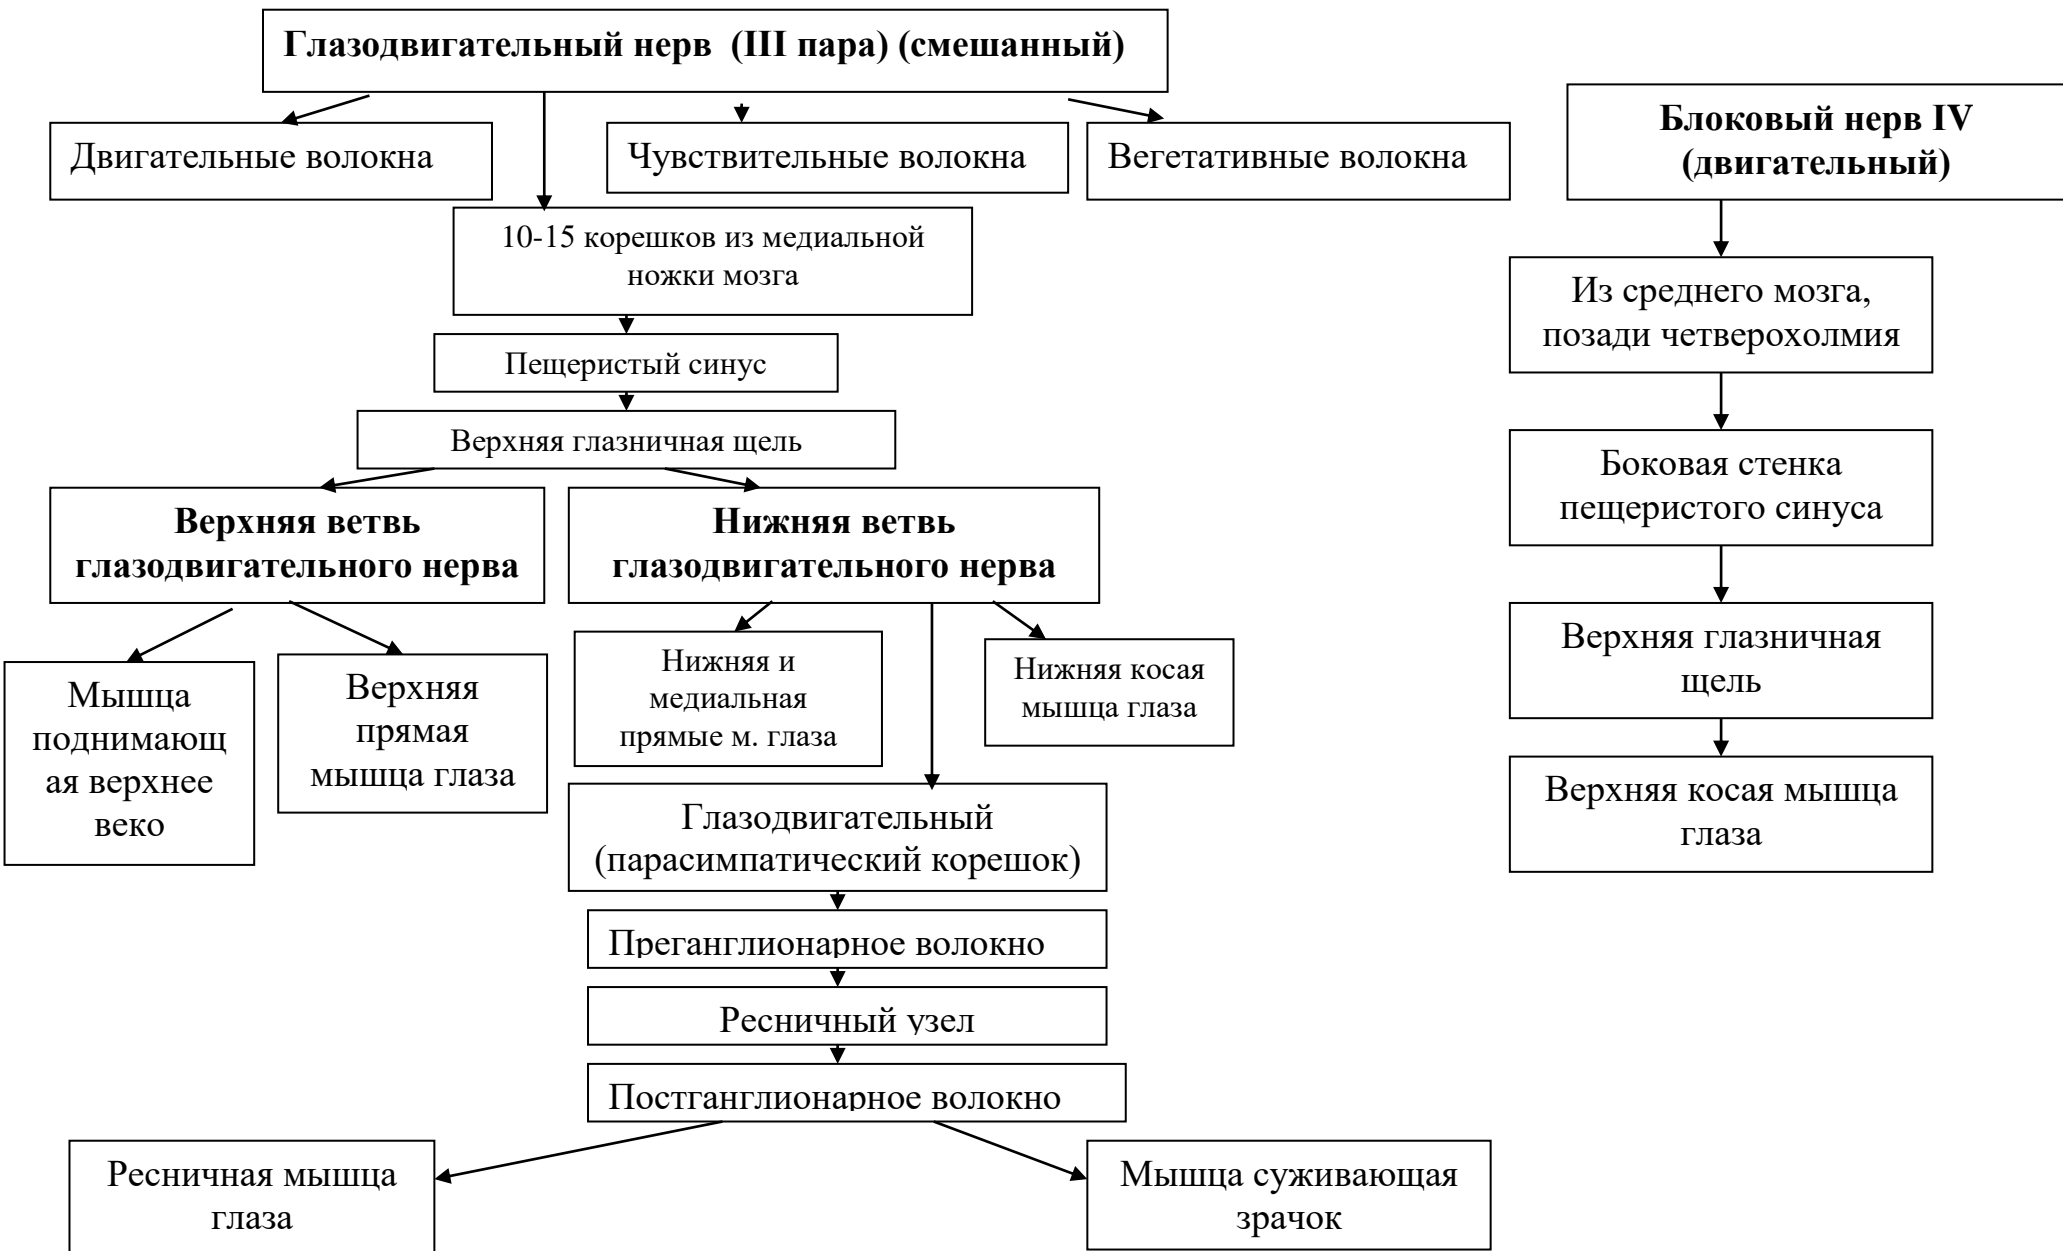 Глазодвигательный нерв (III пара) (смешанный)
Двигательные волокна
Чувствительные волокна
Вегетативные волокна
10-15 корешков из медиальной
ножки мозга
Пещеристый синус
Верхняя глазничная щель
Верхняя ветвь
глазодвигательного нерва
Нижняя ветвь
глазодвигательного нерва
Мышца
поднимающ
ая верхнее
веко
Верхняя
прямая
мышца глаза
Нижняя и
медиальная
прямые м. глаза
Нижняя косая
мышца глаза
Глазодвигательный
(парасимпатический корешок)
Преганглионарное волокно
Ресничный узел
Постганглионарное волокно
Ресничная мышца
глаза
Мышца суживающая
зрачок
Блоковый нерв IV
(двигательный)
Из среднего мозга,
позади четверохолмия
Боковая стенка
пещеристого синуса
Верхняя глазничная
щель
Верхняя косая мышца
глаза